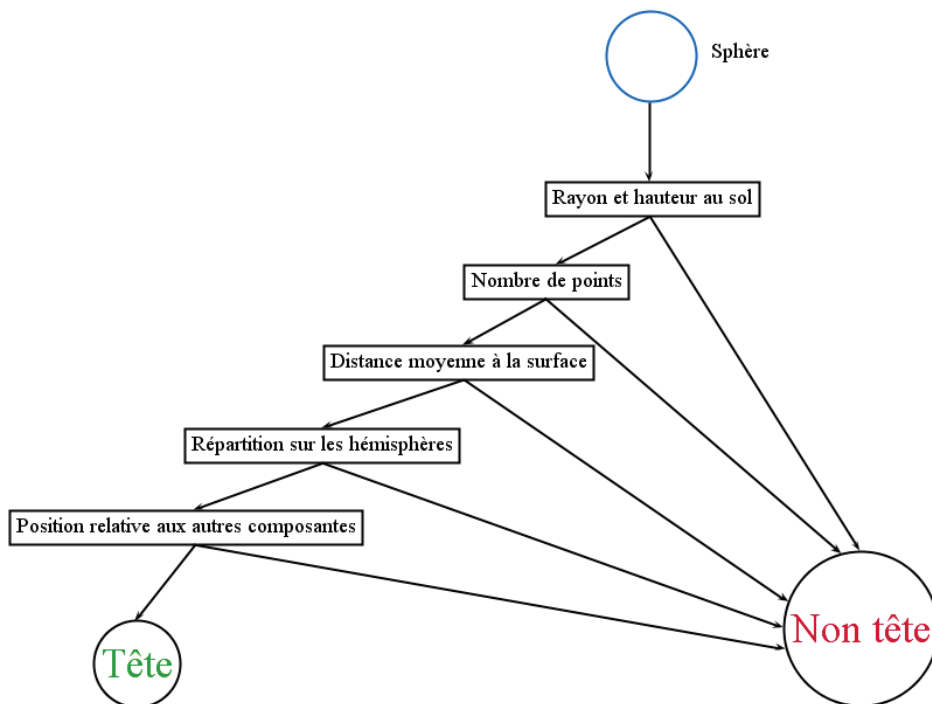 Sphère
Rayon et hauteur au sol
Nombre de points
Distance moyenne à la surface
Répartition sur les hémisphères
Position relative aux autres composantes
Non tête
Tête